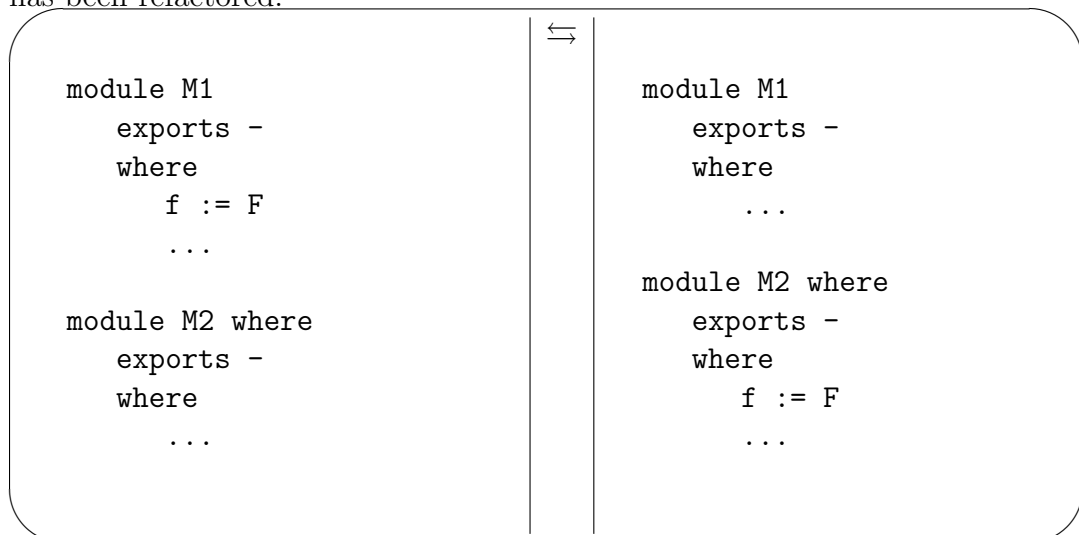 has been refactored.
⇆
module M1
exports -
where
f := F
...
module M2 where
exports -
where
...
module M1
exports -
where
...
module M2 where
exports -
where
f := F
...